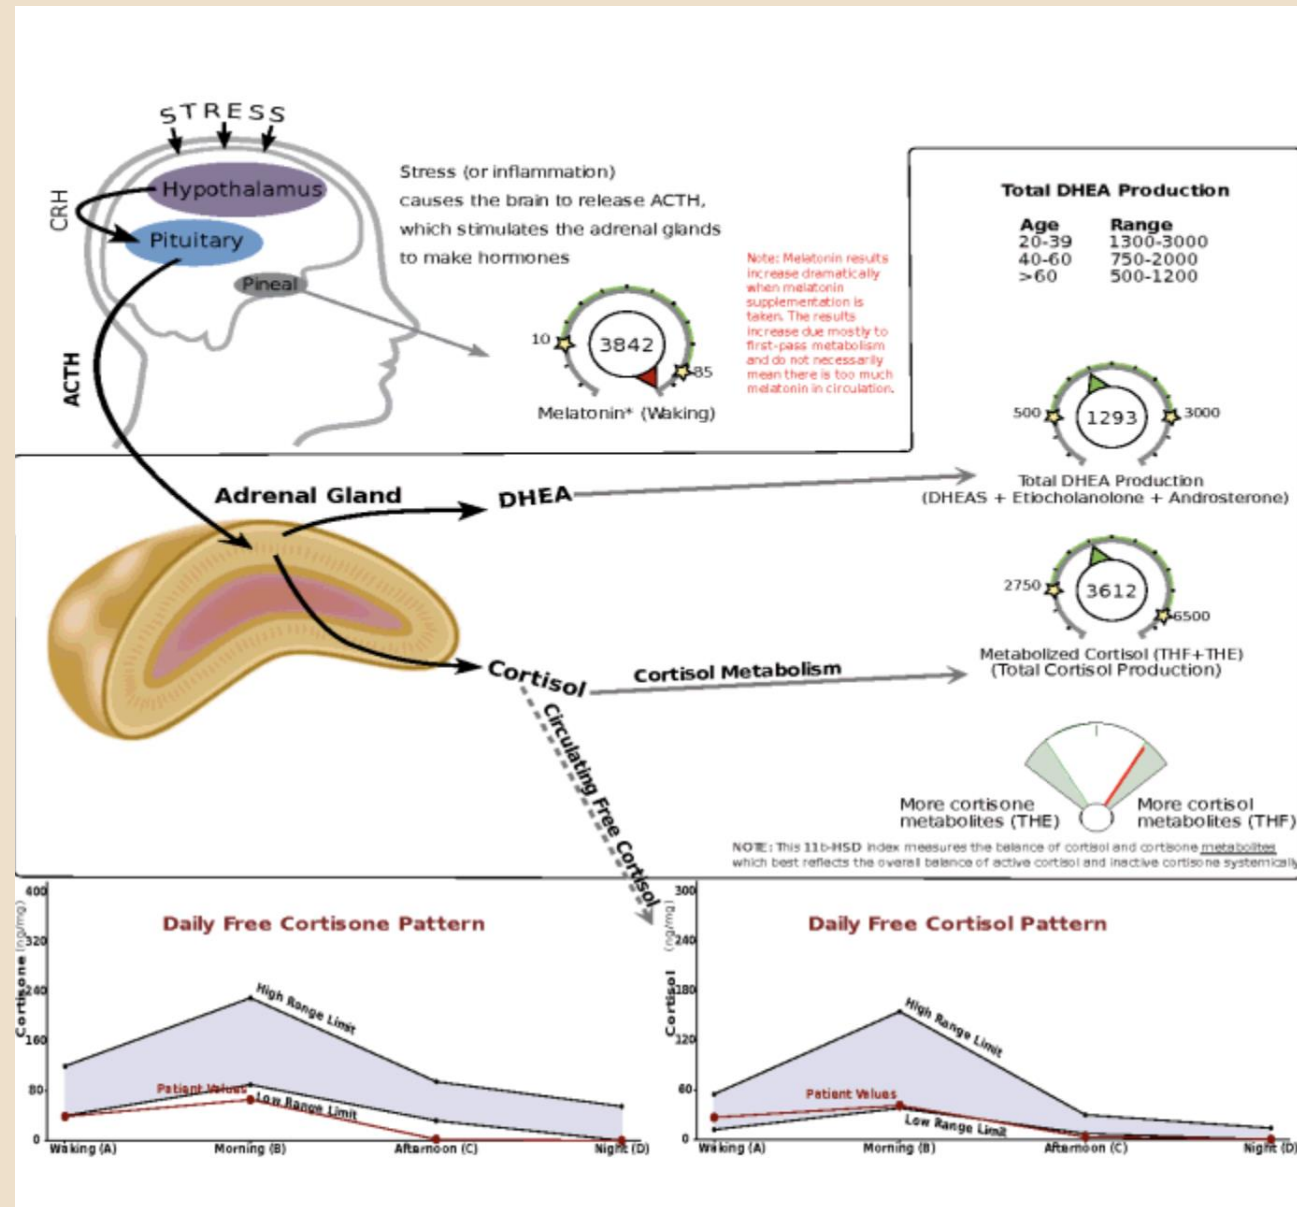 STRESS
Hypothalamus
CRH
Pituitary
Pineal
ACTH
Stress (or inflammation)
causes the brain to release ACTH,
which stimulates the adrenal glands
to make hormones
10
3842
85
Melatonin* (Waking)
Note: Melatonin results
increase dramatically
when melatonin
supplementation is
taken. The results
increase due mostly to
first-pass metabolism
and do not necessarily
mean there is too much
melatonin in circulation.
Total DHEA Production
Age Range
20-39 1300-3000
40-60 750-2000
>60 500-1200
500
1293
3000
Total DHEA Production
(DHEAS + Etiocholanolone + Androsterone)
Adrenal Gland
DHEA
2750
3612
6500
Metabolized Cortisol (THF+THE)
(Total Cortisol Production)
Cortisol
Cortisol Metabolism
Circulating Free Cortisol
More cortisone
metabolites (THE)
More cortisol
metabolites (THF)
NOTE: This 11b-HSD index measures the balance of cortisol and cortisone metabolites
which best reflects the overall balance of active cortisol and inactive cortisone systemically
Daily Free Cortisone Pattern
Cortisone (ng/mg)
400
320
240
160
80
0
High Range Limit
Patient Values
Low Range Limit
Waking (A)
Morning (B)
Afternoon (C)
Night (D)
Daily Free Cortisol Pattern
Cortisol (ng/mg)
300
240
180
120
60
0
High Range Limit
Patient Values
Low Range Limit
Waking (A)
Morning (B)
Afternoon (C)
Night (D)